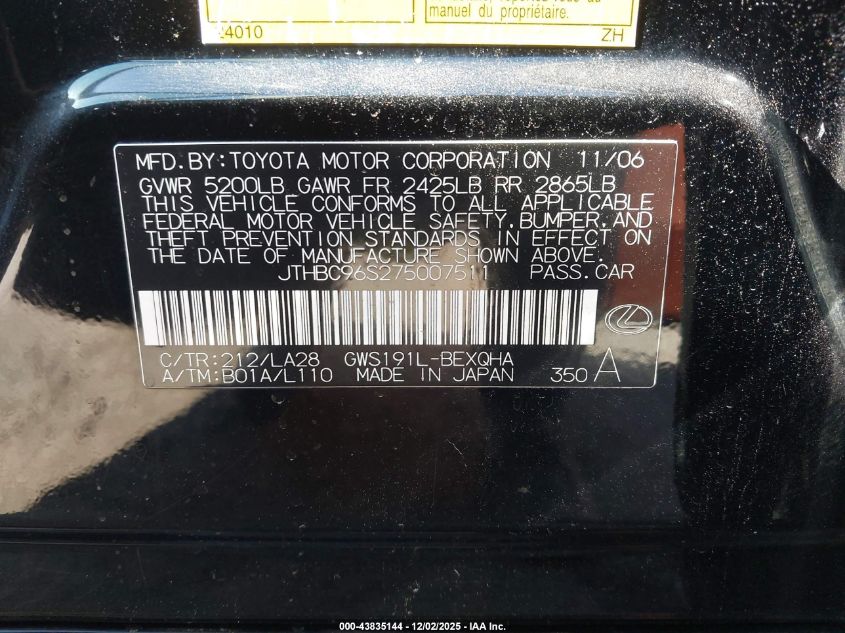 manuel du propriétaire.
4010 ZH
MFD. BY: TOYOTA MOTOR CORPORATION 11/06
GVWR 5200LB GAWR FR 2425LB RR 2865LB
THIS VEHICLE CONFORMS TO ALL APPLICABLE
FEDERAL MOTOR VEHICLE SAFETY, BUMPER, AND
THEFT PREVENTION STANDARDS IN EFFECT ON
THE DATE OF MANUFACTURE SHOWN ABOVE.
JTHBC96S275007511 PASS. CAR
C/TR: 212/LA28 GWS191L-BEXQHA
A/TM: B01A/L110 MADE IN JAPAN 350 A
000-43835144 - 12/02/2025 - IAA Inc.